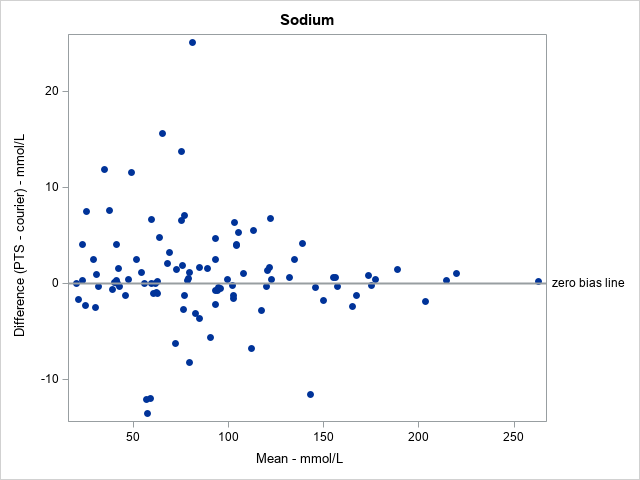 Sodium
Difference (PTS - courier) - mmol/L
20
10
0
-10
zero bias line
50
100
150
200
250
Mean - mmol/L